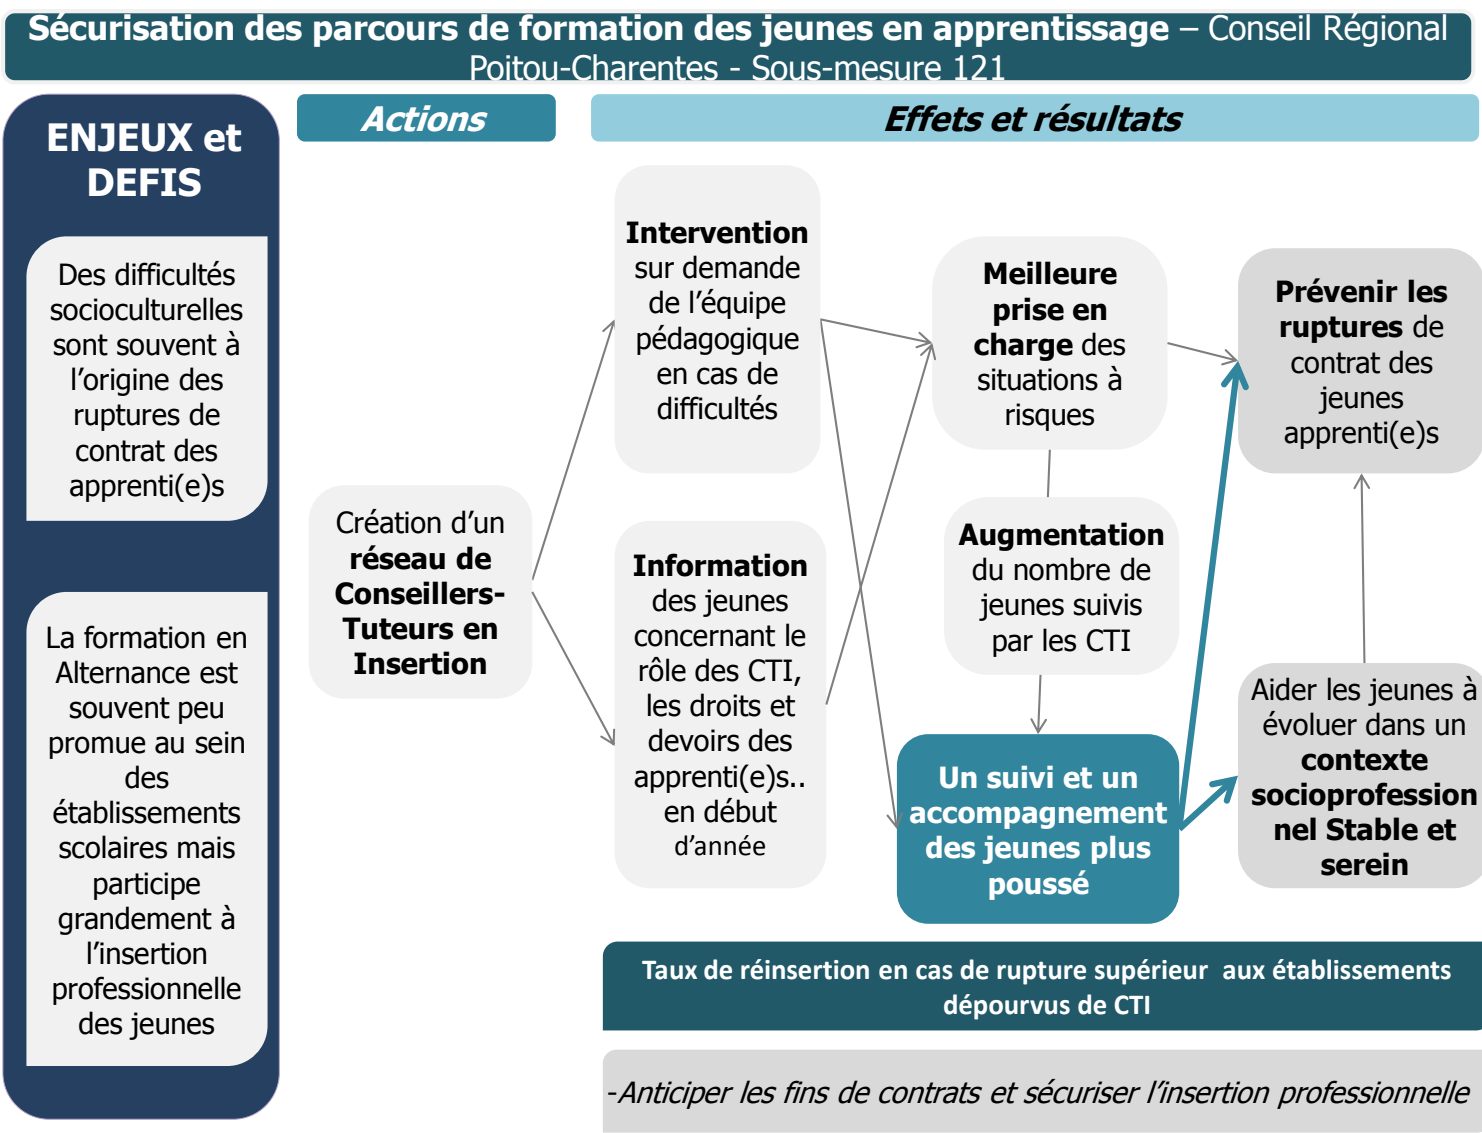 Sécurisation des parcours de formation des jeunes en apprentissage – Conseil Régional
Poitou-Charentes - Sous-mesure 121
ENJEUX et
DEFIS
Des difficultés
socioculturelles
sont souvent à
l’origine des
ruptures de
contrat des
apprenti(e)s
La formation en
Alternance est
souvent peu
promue au sein
des
établissements
scolaires mais
participe
grandement à
l’insertion
professionnelle
des jeunes
Actions
Création d’un
réseau de
Conseillers-
Tuteurs en
Insertion
Effets et résultats
Intervention
sur demande
de l’équipe
pédagogique
en cas de
difficultés
Information
des jeunes
concernant le
rôle des CTI,
les droits et
devoirs des
apprenti(e)s..
en début
d’année
Meilleure
prise en
charge des
situations à
risques
Augmentation
du nombre de
jeunes suivis
par les CTI
Un suivi et un
accompagnement
des jeunes plus
poussé
Prévenir les
ruptures de
contrat des
jeunes
apprenti(e)s
Aider les jeunes à
évoluer dans un
contexte
socioprofession
nel Stable et
serein
Taux de réinsertion en cas de rupture supérieur  aux établissements
dépourvus de CTI
-Anticiper les fins de contrats et sécuriser l’insertion professionnelle